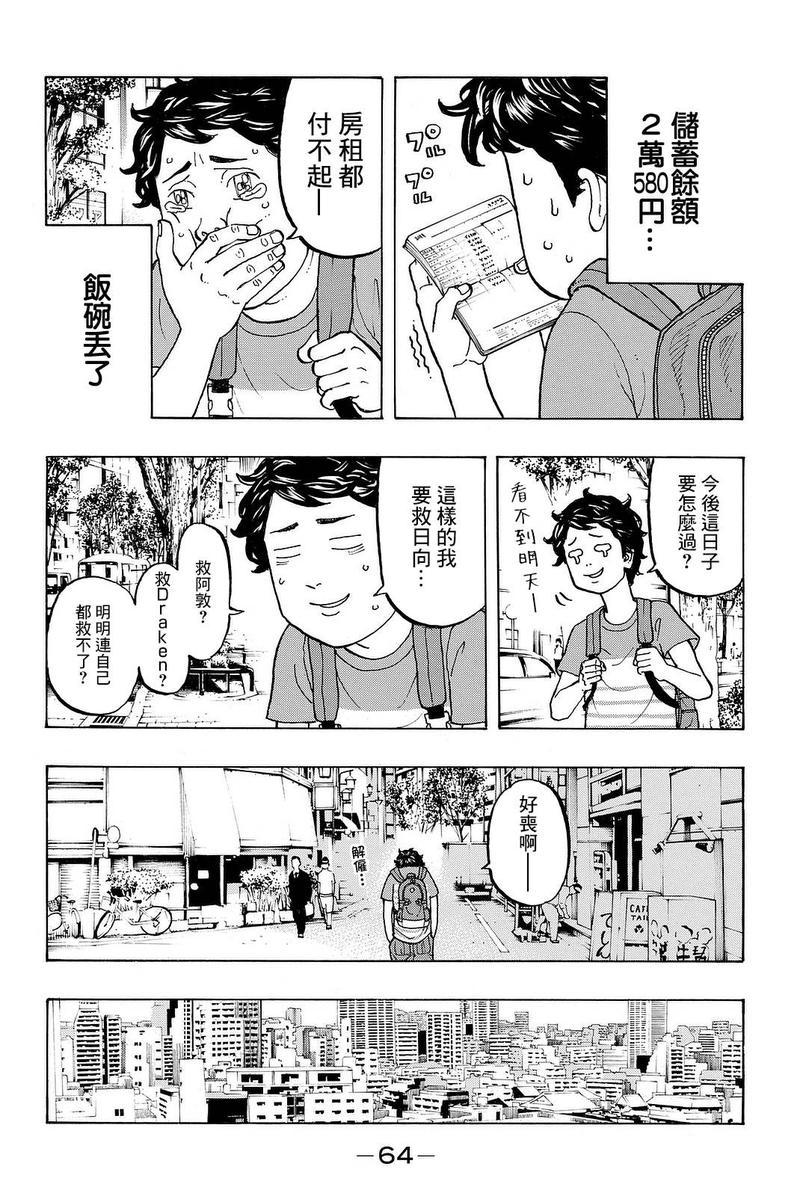 儲蓄餘額
2萬580円…
プル
プル
房租都
付不起—
飯碗丟了
今後這日子
要怎麼過？
看不到明天—
這樣的我
要救日向…
救阿敦？
救Draken？
明明連自己
都救不了？
好喪啊——
解僱…
CAFE
—64—